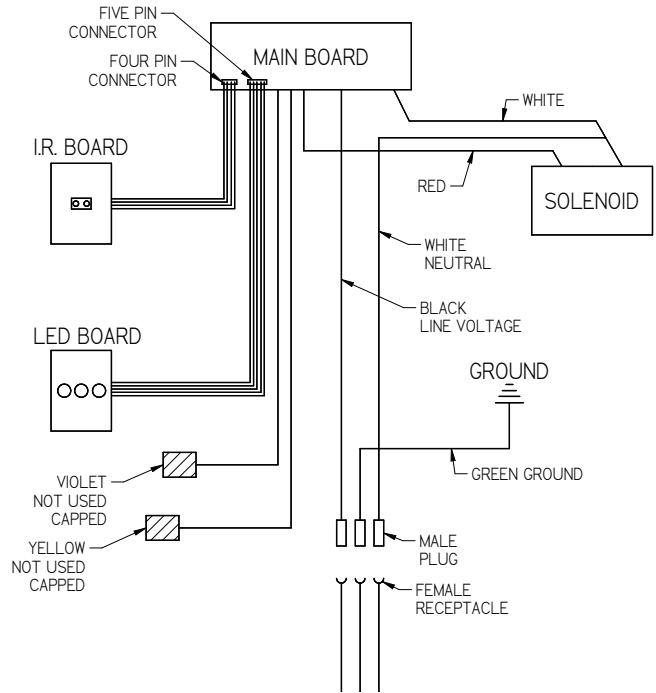 FIVE PIN
CONNECTOR
MAIN BOARD
FOUR PIN
CONNECTOR
WHITE
I.R. BOARD
RED
SOLENOID
WHITE
NEUTRAL
BLACK
LINE VOLTAGE
LED BOARD
GROUND
GREEN GROUND
VIOLET
NOT USED
CAPPED
YELLOW
NOT USED
CAPPED
MALE
PLUG
FEMALE
RECEPTACLE